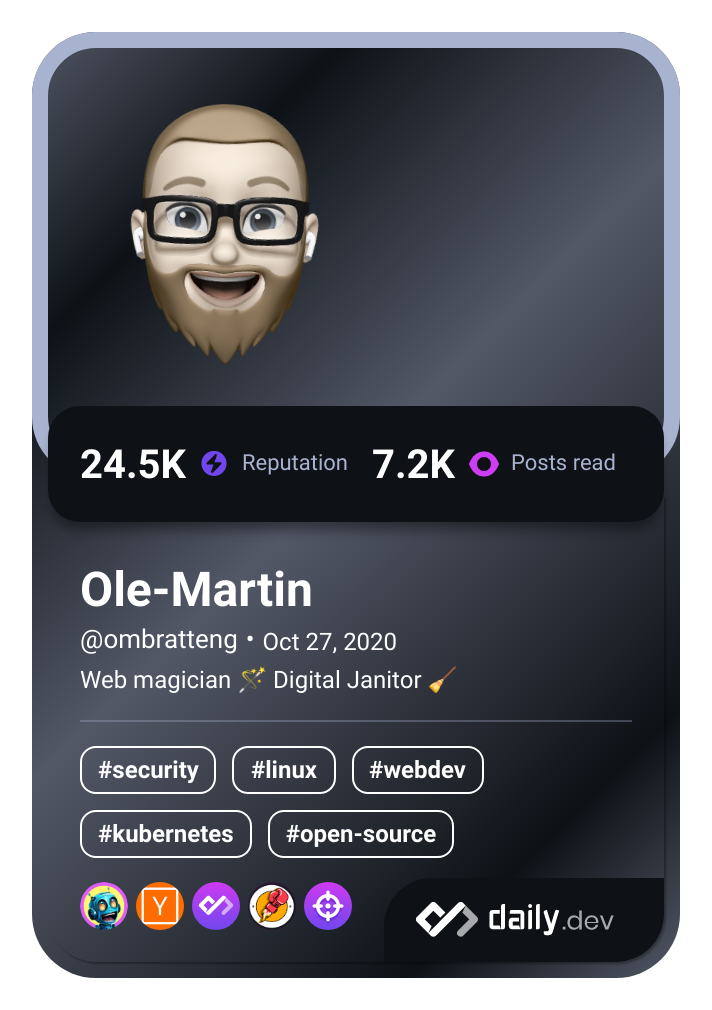 24.5K Reputation 7.2K Posts read
Ole-Martin
@ombratteng • Oct 27, 2020
Web magician 🪄 Digital Janitor 🧹
#security #linux #webdev
#kubernetes #open-source
Y
daily.dev